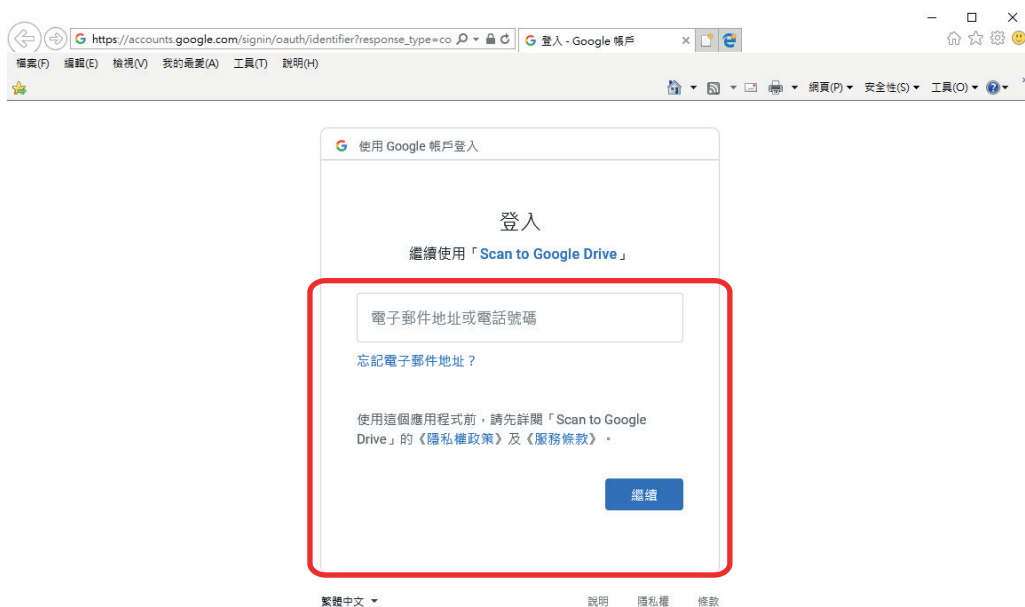 https://accounts.google.com/signin/oauth/identifier?response_type=co
登入 - Google 帳戶
檔案(F) 編輯(E) 檢視(V) 我的最愛(A) 工具(T) 說明(H)
網頁(P) 安全性(S) 工具(O)
使用 Google 帳戶登入
登入
繼續使用「Scan to Google Drive」
電子郵件地址或電話號碼
忘記電子郵件地址？
使用這個應用程式前，請先詳閱「Scan to Google
Drive」的《隱私權政策》及《服務條款》。
繼續
繁體中文 說明 隱私權 條款